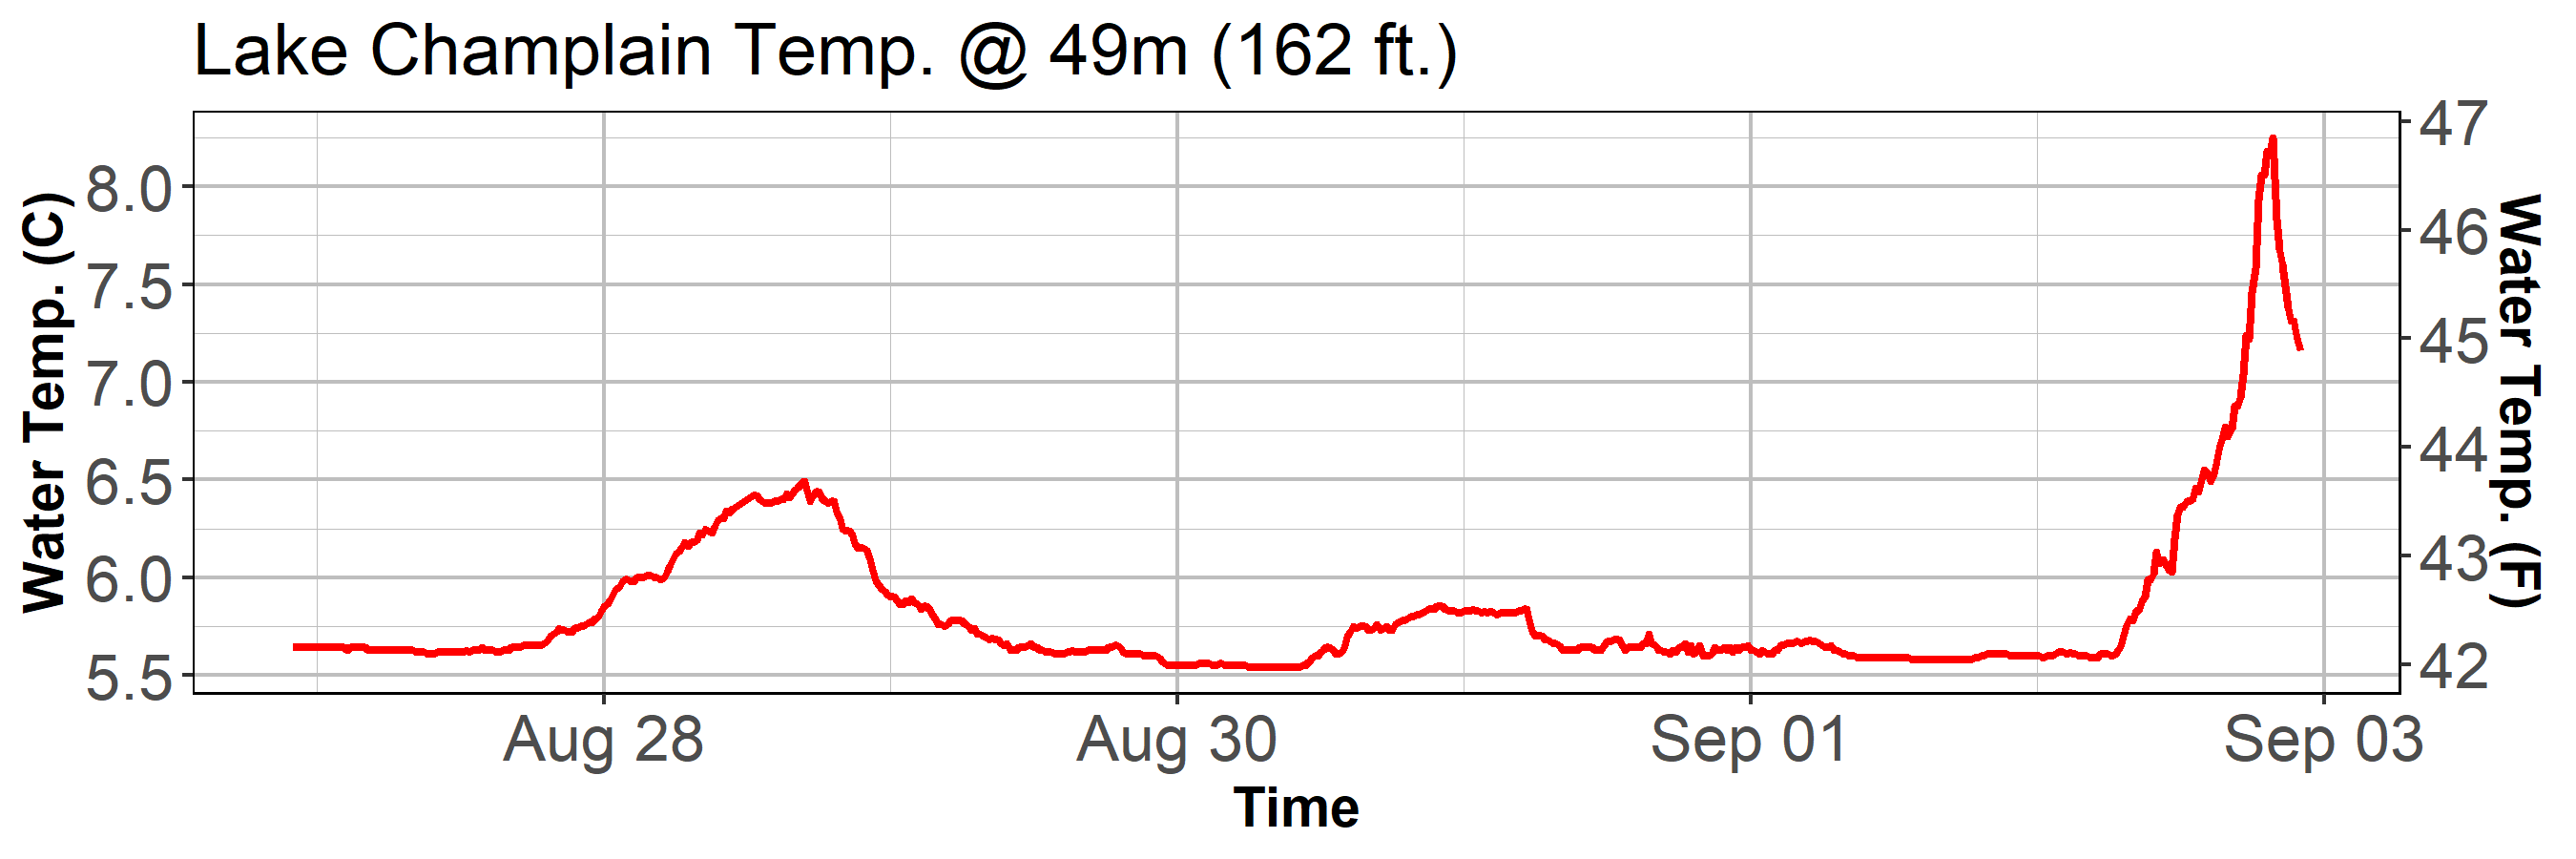 Lake Champlain Temp. @ 49m (162 ft.)
Water Temp. (C)
8.0
7.5
7.0
6.5
6.0
5.5
47
46
45
44
43
42
Water Temp. (F)
Aug 28 Aug 30 Sep 01 Sep 03
Time